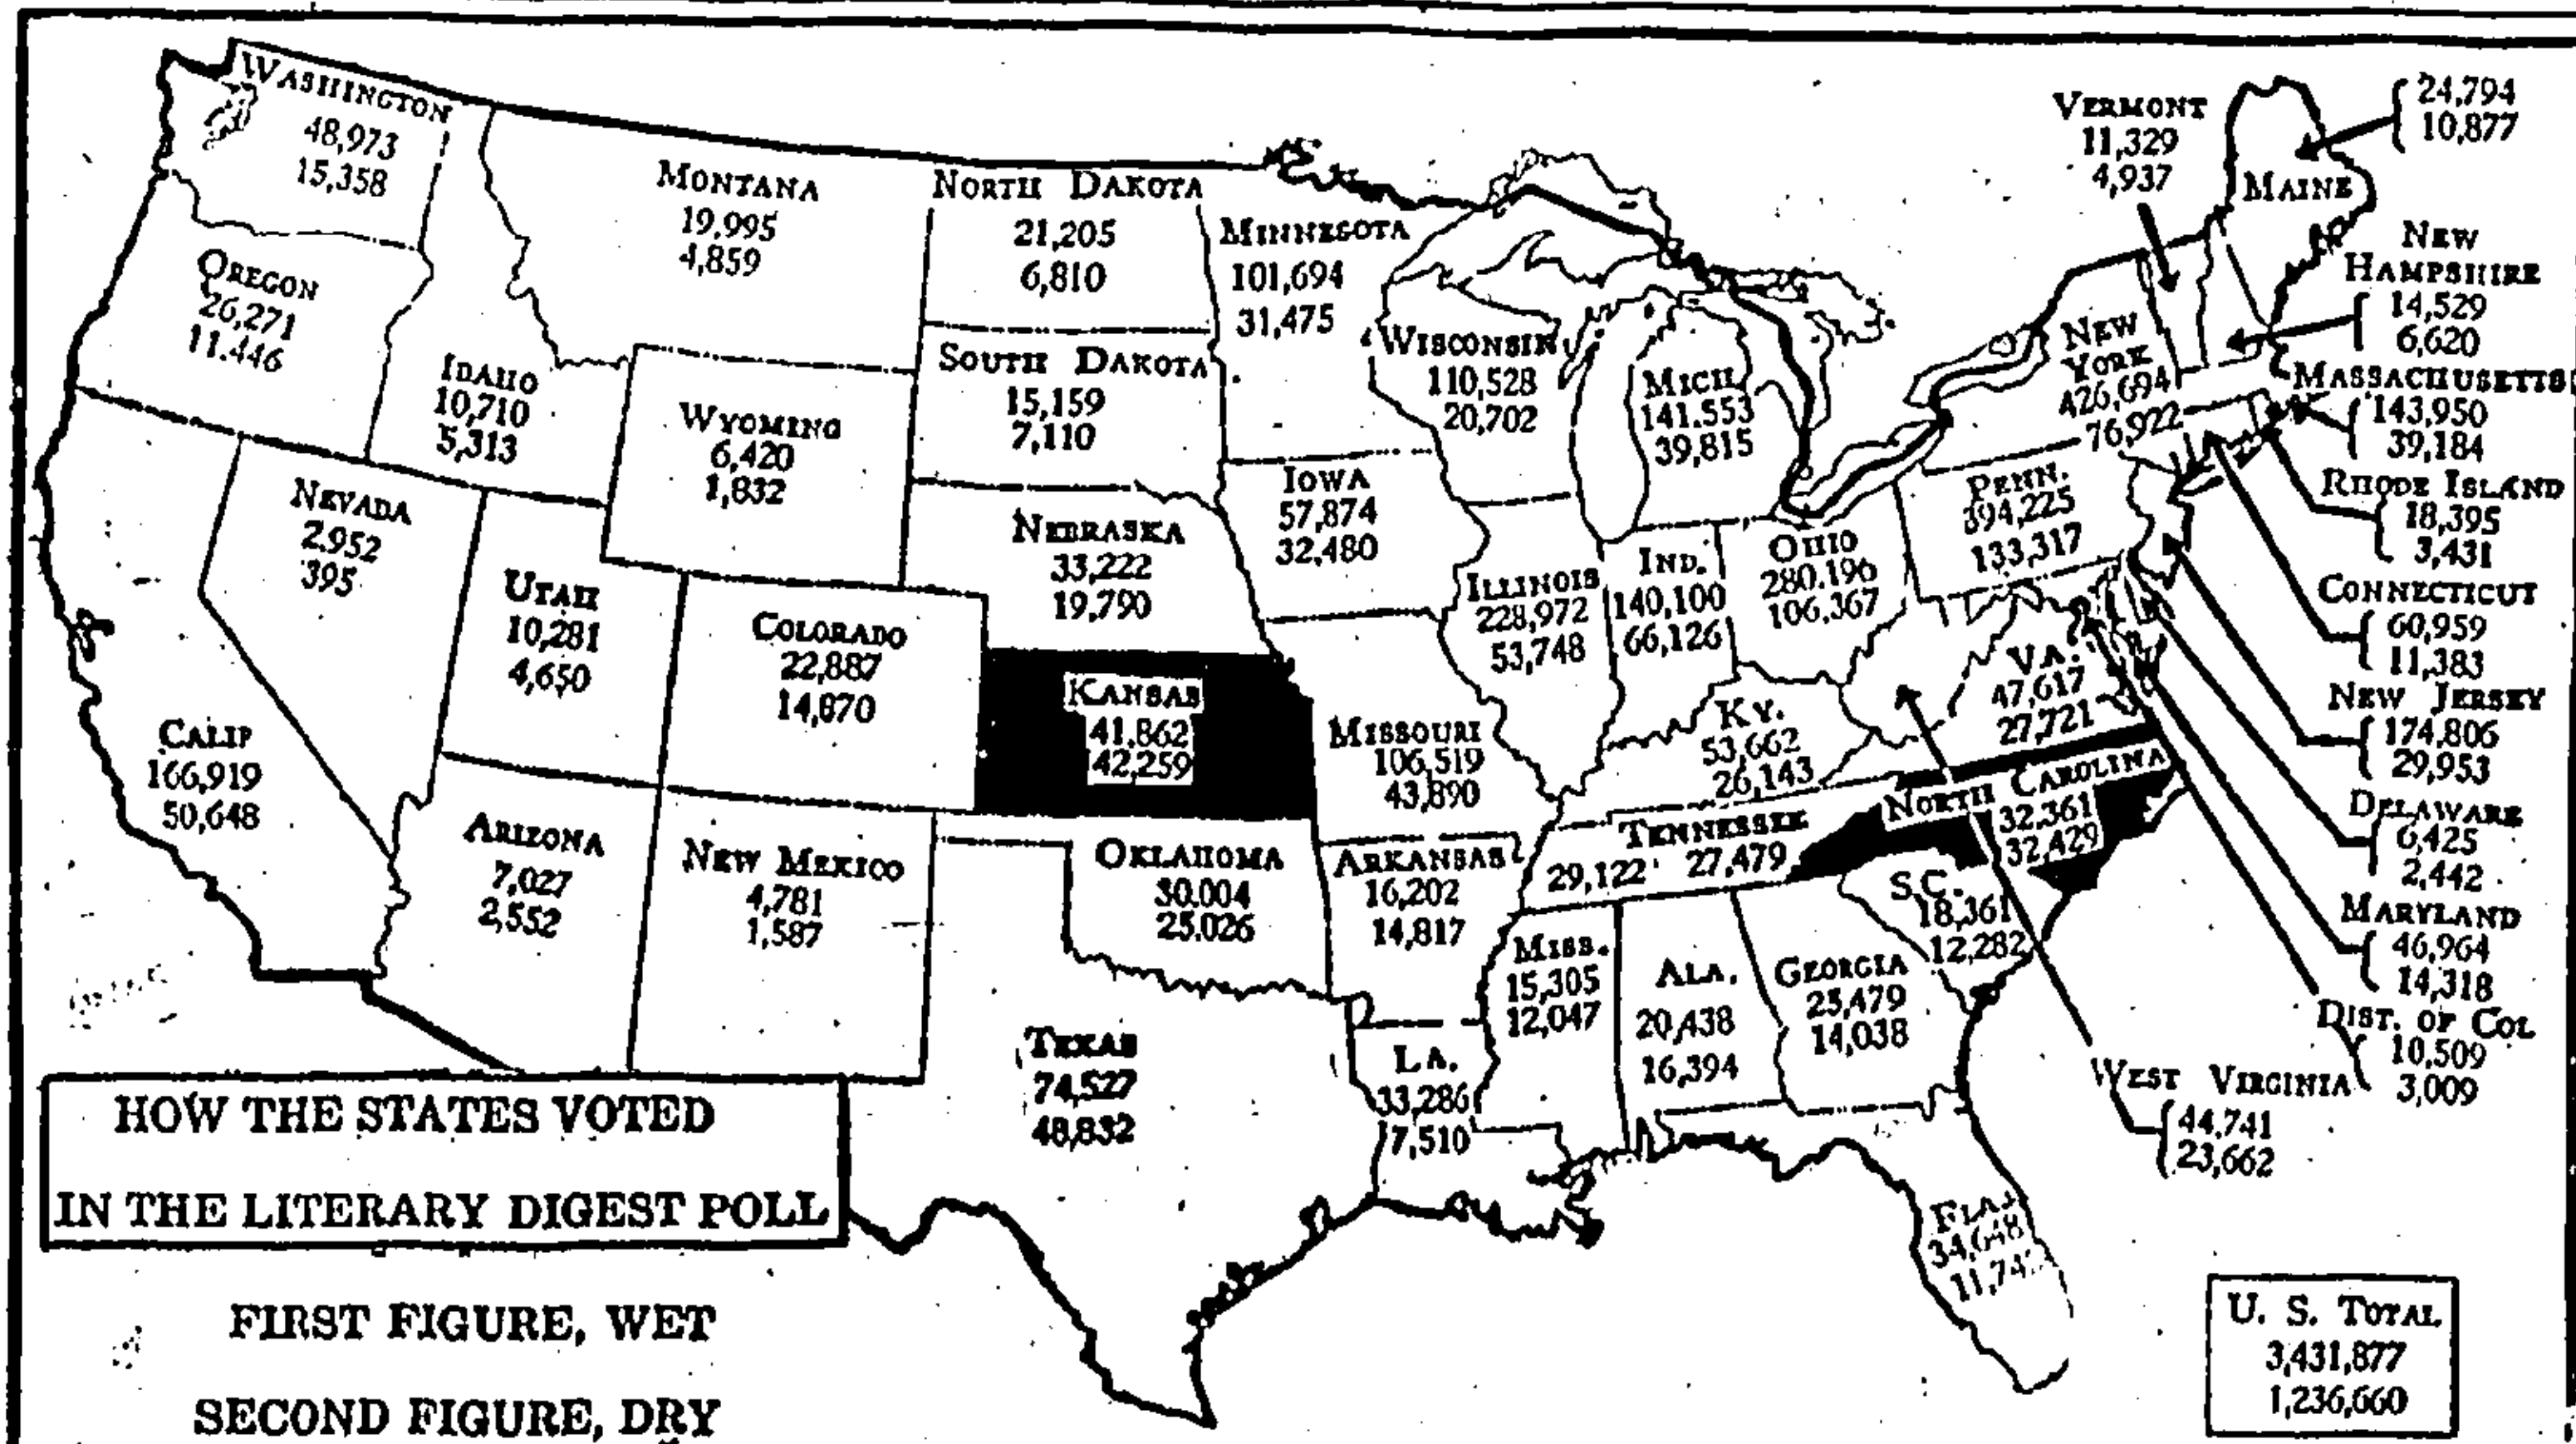 WASHINGTON
48,973
15,358
OREGON
26,271
11.446
IDAHO
10,710
5,313
MONTANA
19,995
4,859
NORTH DAKOTA
21,205
6,810
MINNESOTA
101,694
31,475
SOUTH DAKOTA
15,159
7,110
WYOMING
6,420
1,832
NEVADA
2.952
395
UTAH
10,281
4,650
COLORADO
22,887
14,870
NEBRASKA
33,222
19,790
IOWA
57,874
32,480
WISCONSIN
110,528
20,702
MICH.
141.553
39,815
ILLINOIS
228,972
53,748
IND.
140,100
66,126
OHIO
280.196
106,367
PENN.
394,225
133,317
NEW
YORK
426,694
76,922
VERMONT
11,329
4,937
MAINE
24,794
10,877
NEW
HAMPSHIRE
14,529
6,620
MASSACHUSETTS
143,950
39,184
RHODE ISLAND
18,395
3,431
CONNECTICUT
60,959
11,383
NEW JERSEY
174,806
29,953
DELAWARE
6,425
2,442
MARYLAND
46,964
14,318
DIST. OF COL
10,509
3,009
WEST VIRGINIA
44,741
23,662
VA.
47,617
27,721
KY.
53,662
26,143
NORTH CAROLINA
32,361
32,429
TENNESSEE
29,122 27,479
S.C.
18,361
12,282
GEORGIA
25,479
14,038
ALA.
20,438
16,394
MISS.
15,305
12,047
LA.
33,286
7,510
FLA.
34,648
ARKANSAS
16,202
14,817
MISSOURI
106,519
43,890
KANSAS
41,862
42,259
OKLAHOMA
30.004
25.026
TEXAS
74,527
48,832
NEW MEXICO
4,781
1,587
ARIZONA
7,027
2,552
CALIF
166,919
50,648
HOW THE STATES VOTED
IN THE LITERARY DIGEST POLL
FIRST FIGURE, WET
SECOND FIGURE, DRY
U. S. TOTAL
3,431,877
1,236,660